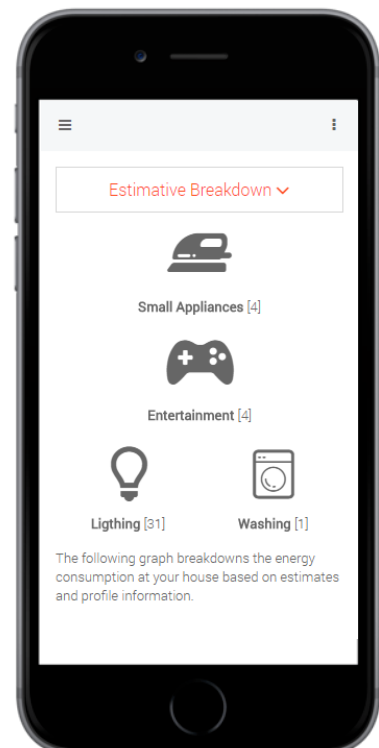 Estimative Breakdown
Small Appliances [4]
Entertainment [4]
Ligthing [31]
Washing [1]
The following graph breakdowns the energy
consumption at your house based on estimates
and profile information.